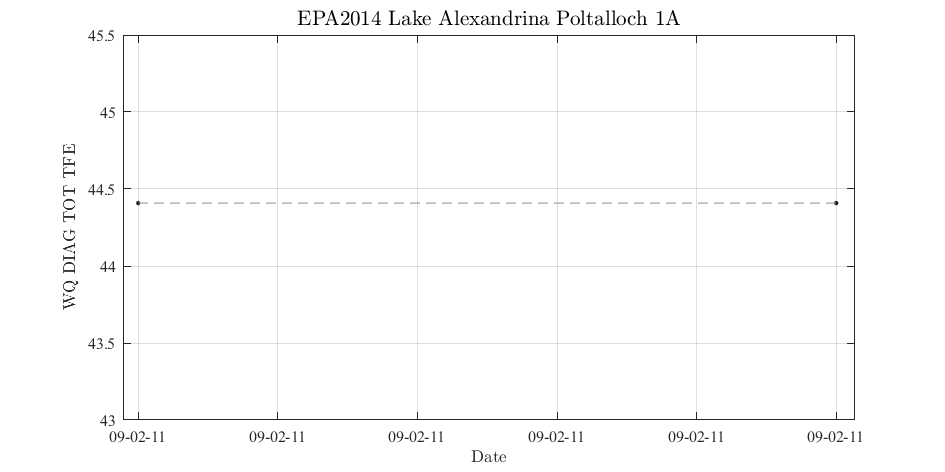 EPA2014 Lake Alexandrina Poltalloch 1A
45.5
45
44.5
44
43.5
43
WQ DIAG TOT TFE
09-02-11 09-02-11 09-02-11 09-02-11 09-02-11 09-02-11
Date